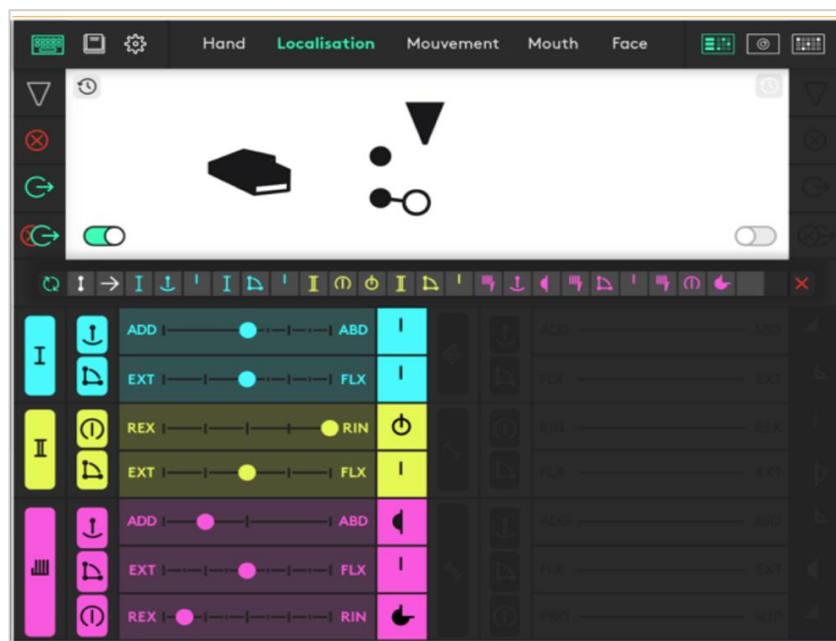 Hand Localisation Mouvement Mouth Face
ADD ABD
EXT FLX
REX RIN
EXT FLX
ADD ABD
EXT FLX
REX RIN